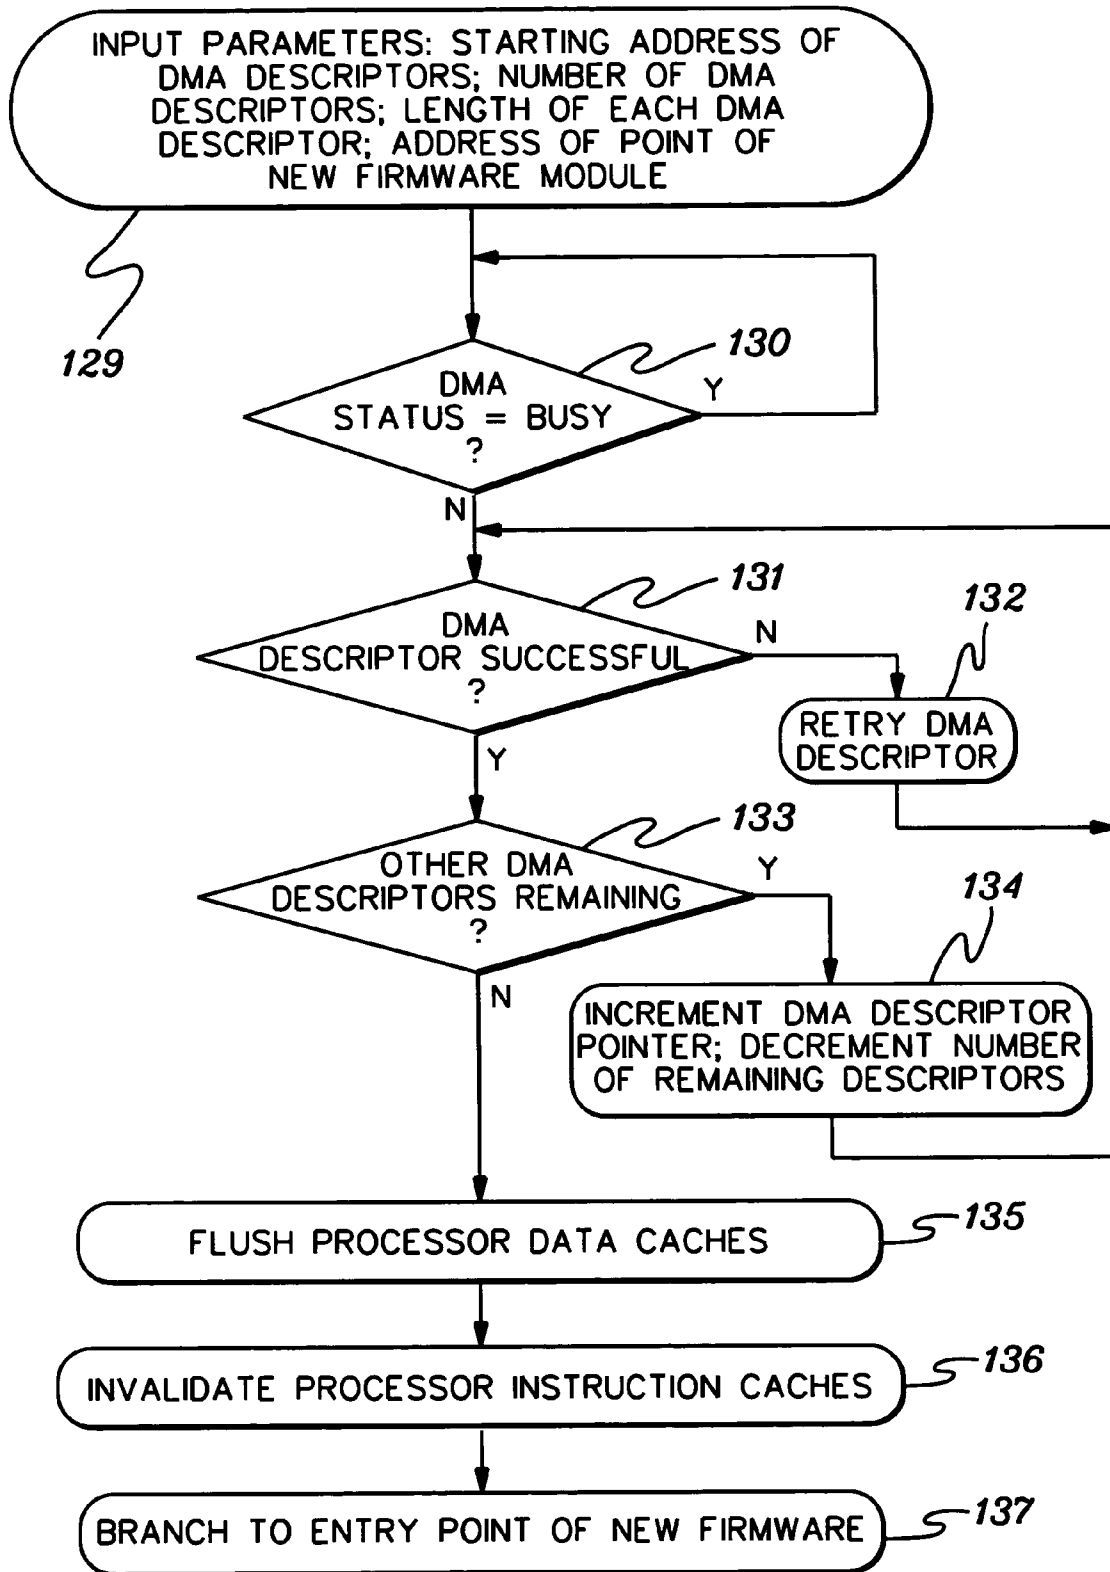 INPUT PARAMETERS: STARTING ADDRESS OF
DMA DESCRIPTORS; NUMBER OF DMA
DESCRIPTORS; LENGTH OF EACH DMA
DESCRIPTOR; ADDRESS OF POINT OF
NEW FIRMWARE MODULE
129
130
DMA
STATUS = BUSY
?
Y
N
131
DMA
DESCRIPTOR SUCCESSFUL
?
N
Y
132
RETRY DMA
DESCRIPTOR
133
OTHER DMA
DESCRIPTORS REMAINING
?
Y
N
134
INCREMENT DMA DESCRIPTOR
POINTER; DECREMENT NUMBER
OF REMAINING DESCRIPTORS
FLUSH PROCESSOR DATA CACHES
135
INVALIDATE PROCESSOR INSTRUCTION CACHES
136
BRANCH TO ENTRY POINT OF NEW FIRMWARE
137